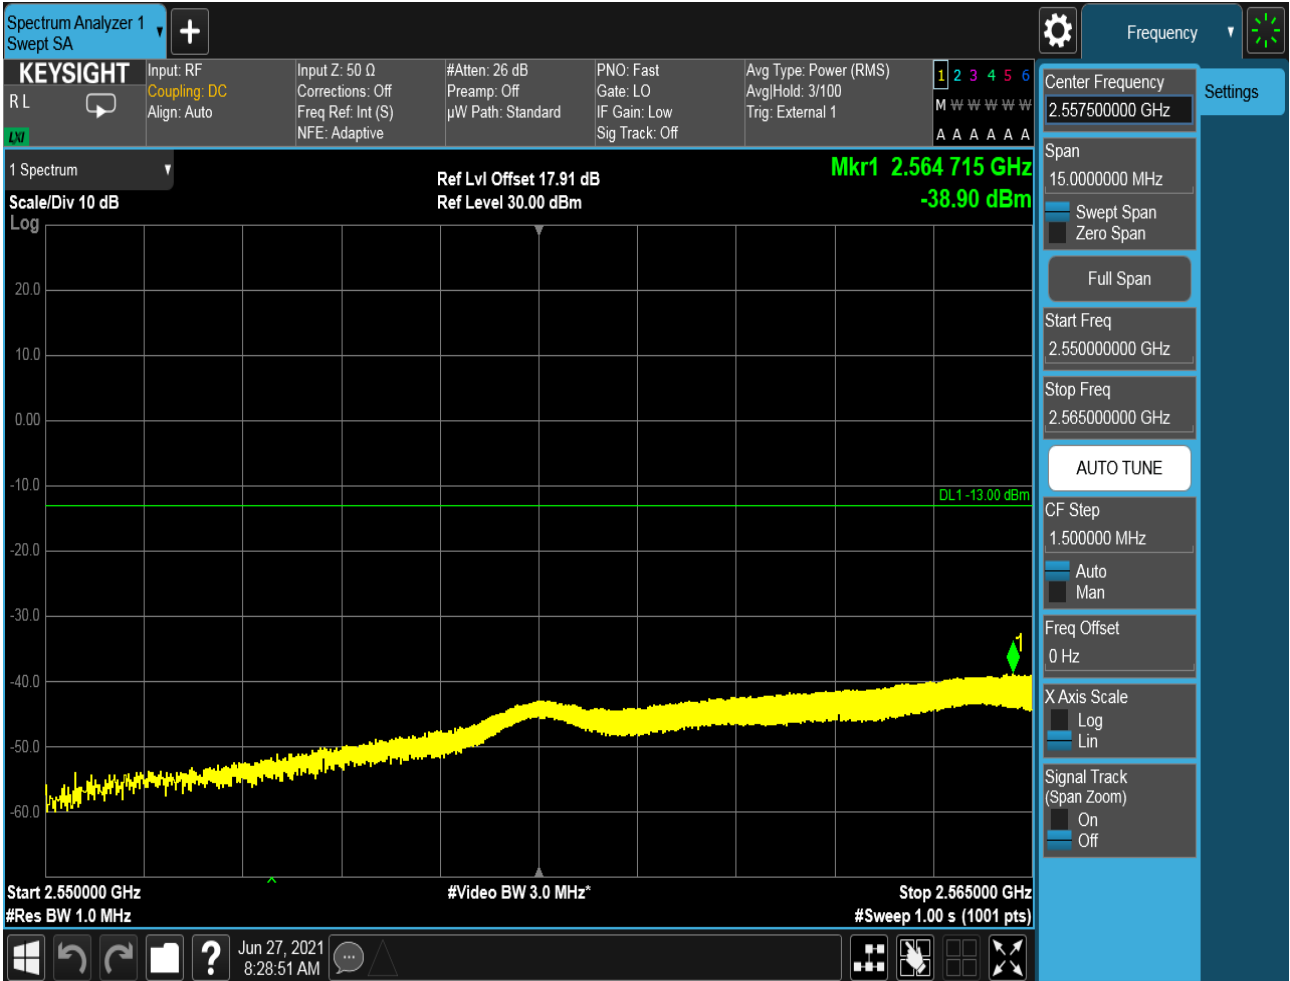 Spectrum Analyzer 1
Swept SA
+
Frequency
KEYSIGHT
R L
LXI
Input: RF
Coupling: DC
Align: Auto
Input Z: 50 Ω
Corrections: Off
Freq Ref: Int (S)
NFE: Adaptive
#Atten: 26 dB
Preamp: Off
µW Path: Standard
PNO: Fast
Gate: LO
IF Gain: Low
Sig Track: Off
Avg Type: Power (RMS)
Avg|Hold: 3/100
Trig: External 1
1 2 3 4 5 6
M W W W W W
A A A A A A
1 Spectrum
Scale/Div 10 dB
Log
Ref Lvl Offset 17.91 dB
Ref Level 30.00 dBm
Mkr1 2.564 715 GHz
-38.90 dBm
20.0
10.0
0.00
-10.0
DL1 -13.00 dBm
-20.0
-30.0
1
-40.0
-50.0
-60.0
Start 2.550000 GHz
#Video BW 3.0 MHz*
Stop 2.565000 GHz
#Res BW 1.0 MHz
#Sweep 1.00 s (1001 pts)
?
Jun 27, 2021
8:28:51 AM
Center Frequency
2.557500000 GHz
Settings
Span
15.0000000 MHz
Swept Span
Zero Span
Full Span
Start Freq
2.550000000 GHz
Stop Freq
2.565000000 GHz
AUTO TUNE
CF Step
1.500000 MHz
Auto
Man
Freq Offset
0 Hz
X Axis Scale
Log
Lin
Signal Track
(Span Zoom)
On
Off